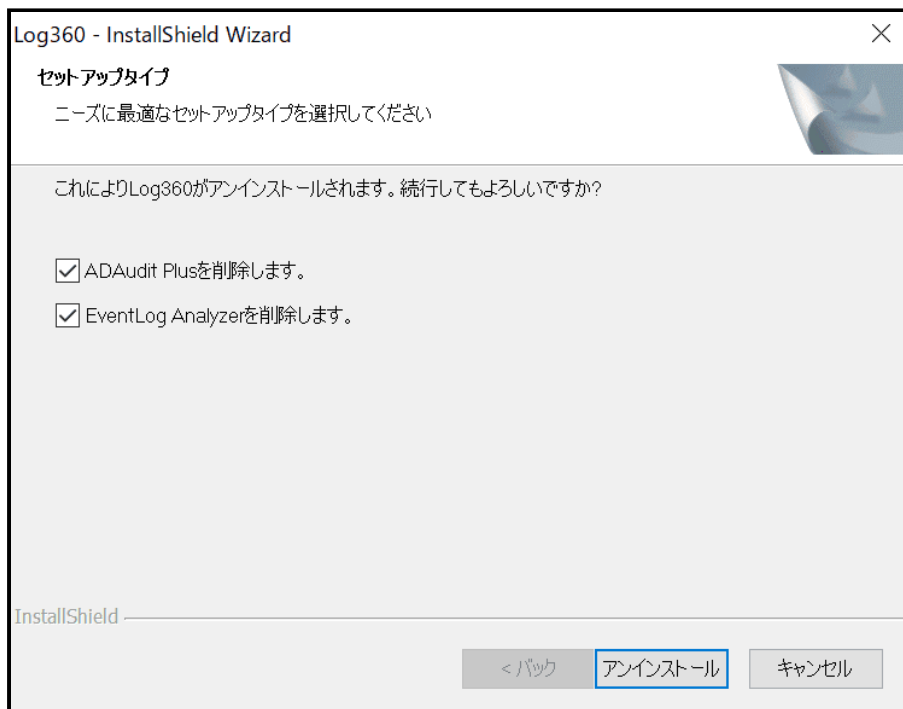 Log360 - InstallShield Wizard
セットアップタイプ
ニーズに最適なセットアップタイプを選択してください
これによりLog360がアンインストールされます。続行してもよろしいですか?
ADAudit Plusを削除します。
EventLog Analyzerを削除します。
InstallShield
< バック
アンインストール
キャンセル